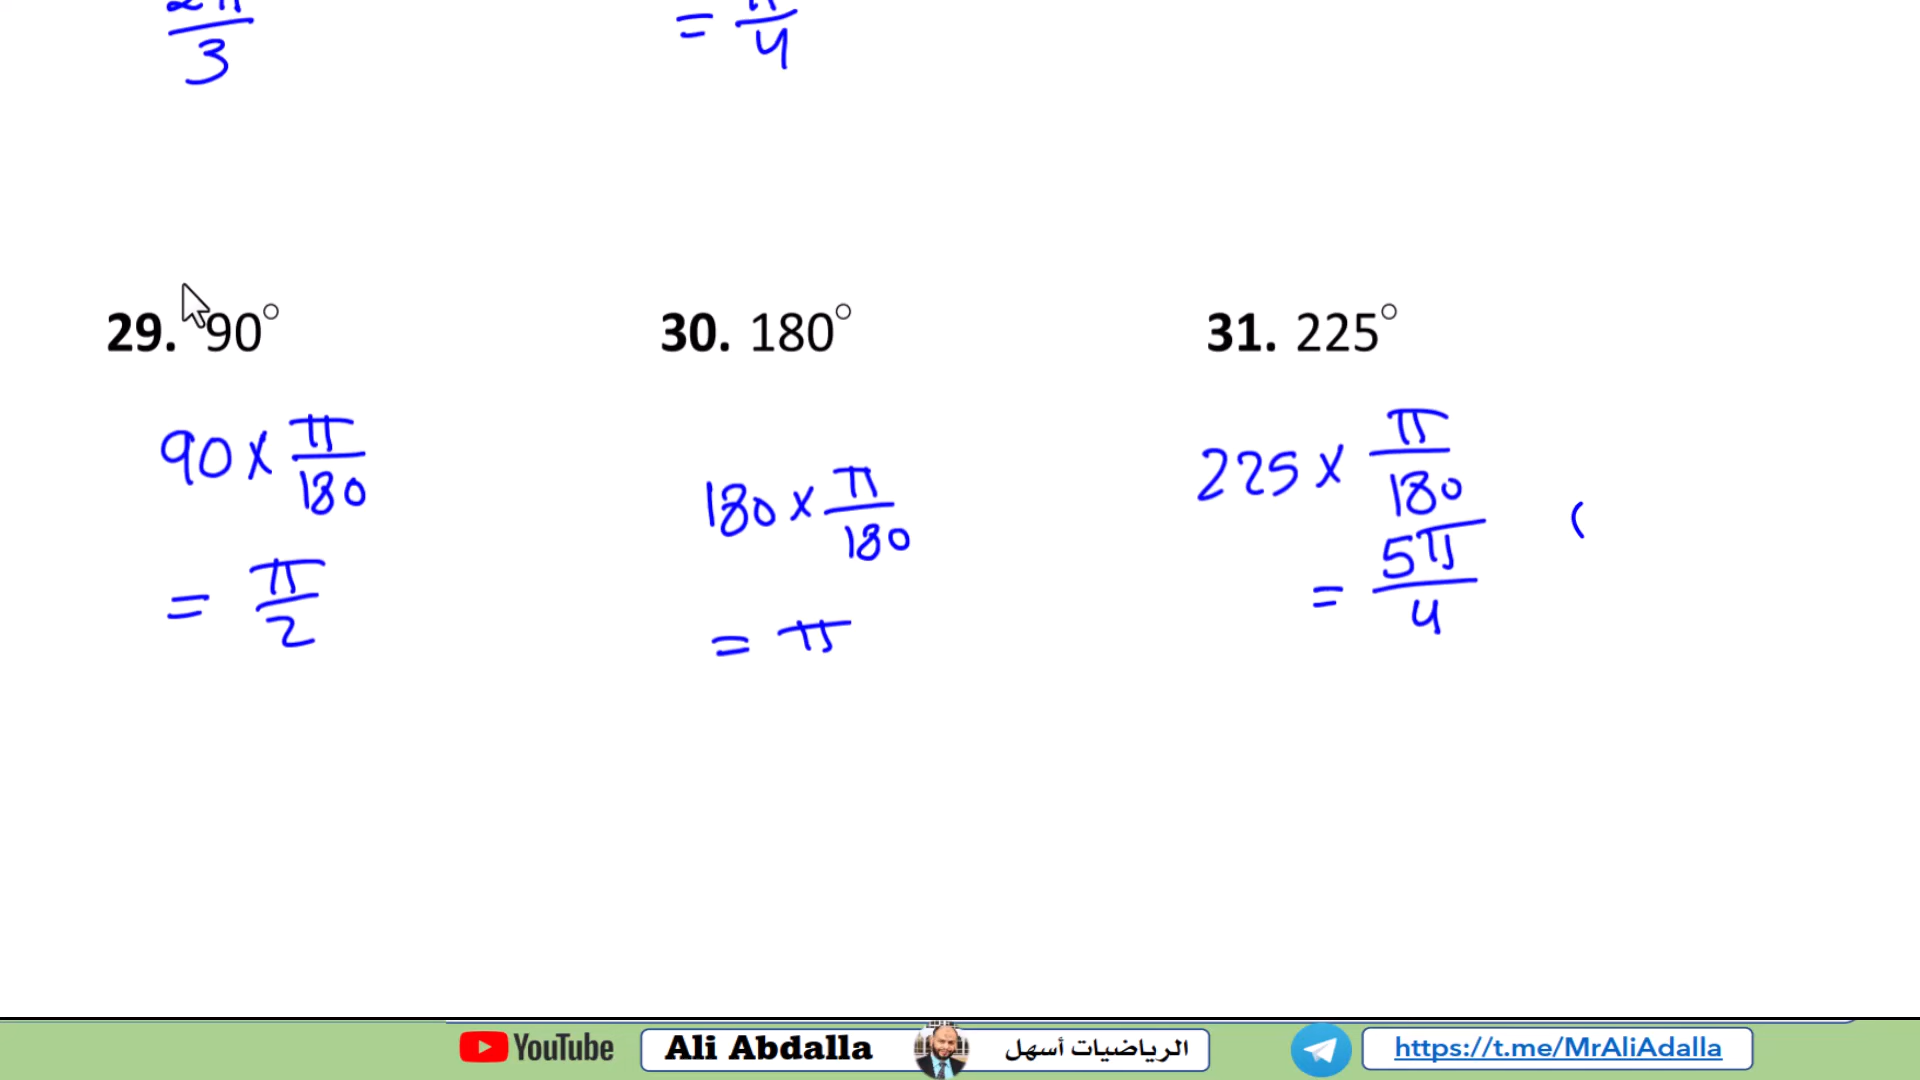 2π/3
= π/4
29. 90°
90 × π/180
= π/2
30. 180°
180 × π/180
= π
31. 225°
225 × π/180
= 5π/4
(
YouTube
Ali Abdalla
الرياضيات أسهل
https://t.me/MrAliAdalla